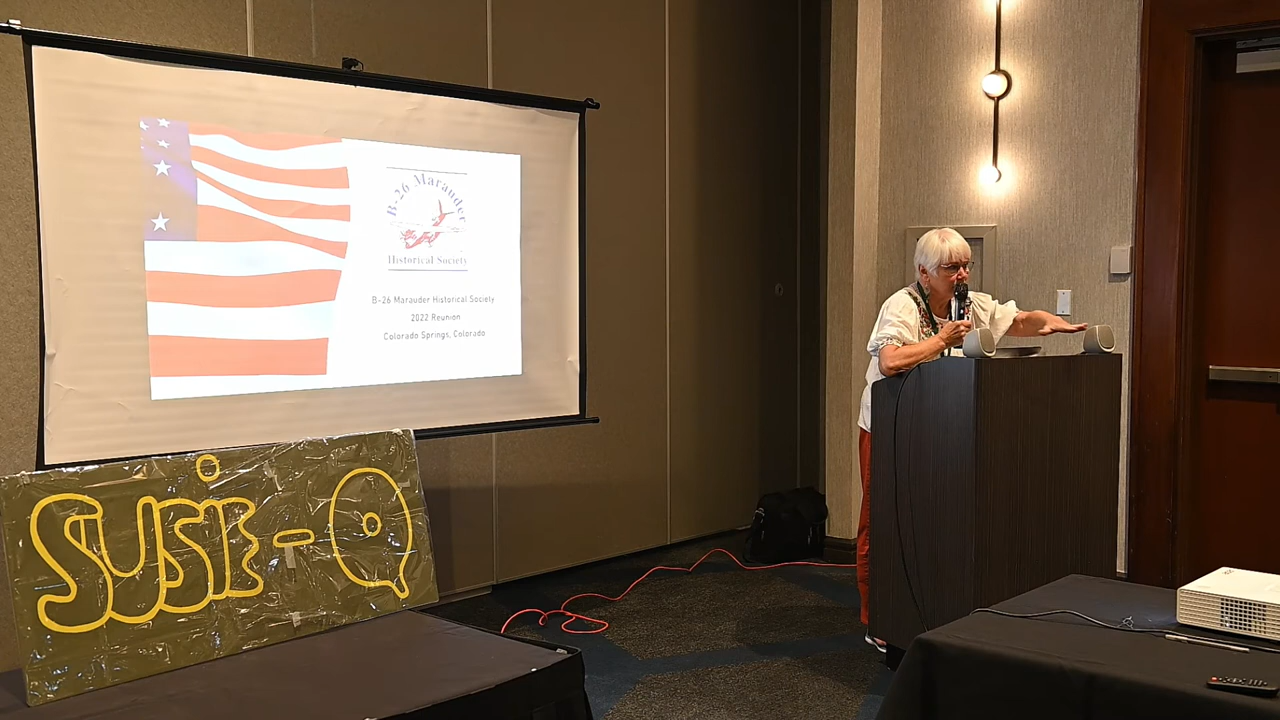 B-26 Marauder
Historical Society
B-26 Marauder Historical Society
2022 Reunion
Colorado Springs, Colorado
SUSIE-Q